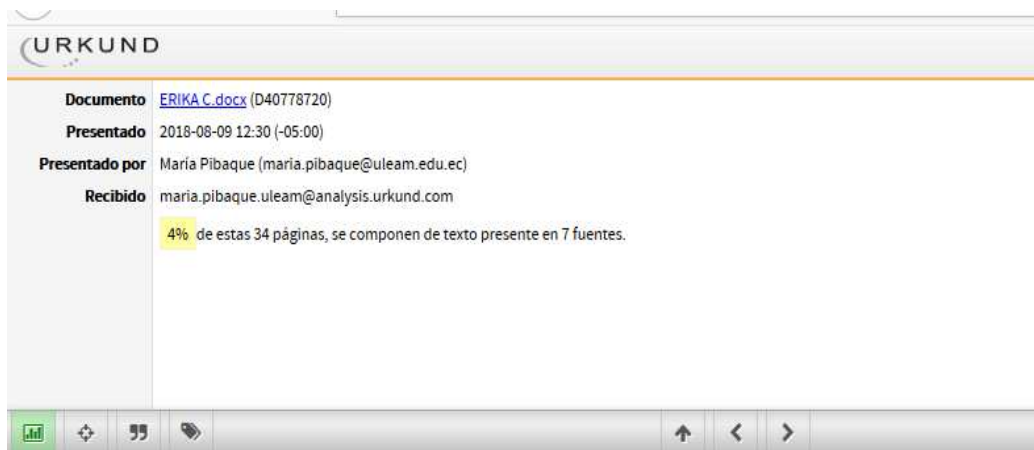 URKUND
Documento ERIKA C.docx (D40778720)
Presentado 2018-08-09 12:30 (-05:00)
Presentado por María Pibaque (maria.pibaque@uleam.edu.ec)
Recibido maria.pibaque.uleam@analysis.urkund.com
4% de estas 34 páginas, se componen de texto presente en 7 fuentes.